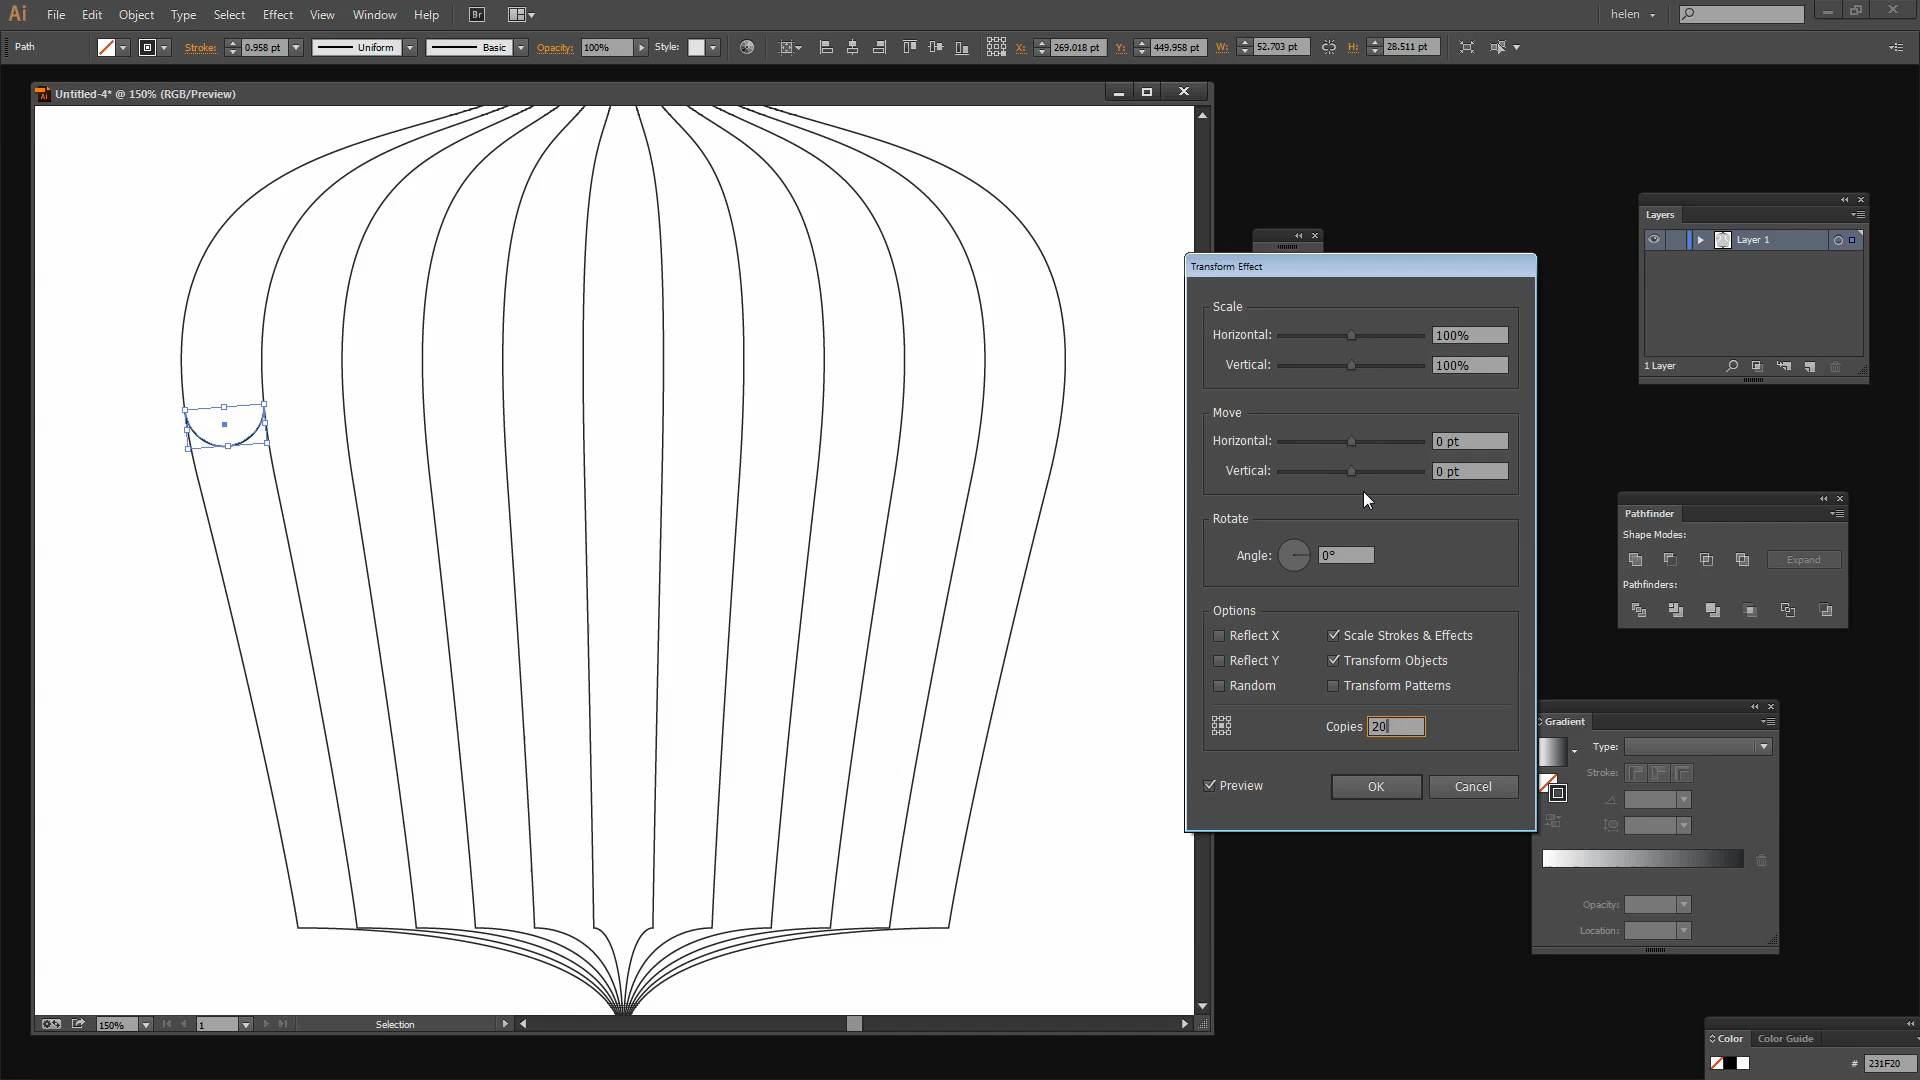 Ai File Edit Object Type Select Effect View Window Help Br helen
Path Stroke: 0.958 pt Uniform Basic Opacity: 100% Style: X: 269.018 pt Y: 449.958 pt W: 52.703 pt H: 28.511 pt
Untitled-4* @ 150% (RGB/Preview)
Layers
Layer 1
1 Layer
Transform Effect
Scale
Horizontal: 100%
Vertical: 100%
Move
Horizontal: 0 pt
Vertical: 0 pt
Rotate
Angle: 0°
Options
Reflect X Scale Strokes & Effects
Reflect Y Transform Objects
Random Transform Patterns
Copies 20
Preview OK Cancel
Pathfinder
Shape Modes:
Expand
Pathfinders:
Gradient
Type:
Stroke:
Opacity:
Location:
150% 1 Selection
Color Color Guide
# 231F20